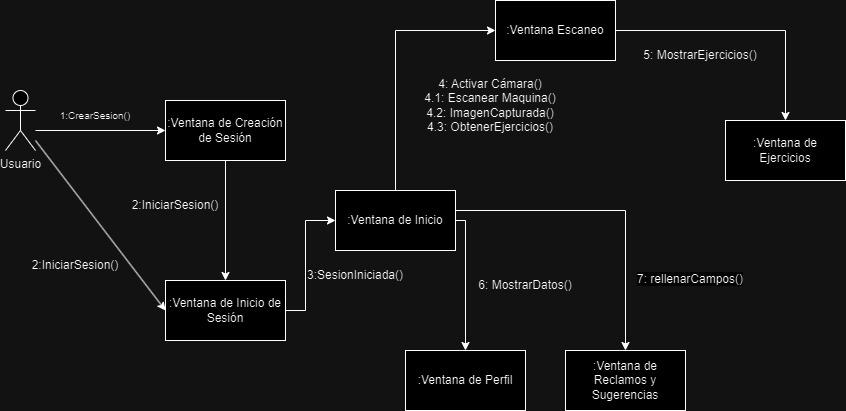 :Ventana Escaneo
5: MostrarEjercicios()
4: Activar Cámara()
4.1: Escanear Maquina()
4.2: ImagenCapturada()
4.3: ObtenerEjercicios()
1:CrearSesion()
:Ventana de Creación
de Sesión
:Ventana de
Ejercicios
Usuario
2:IniciarSesion()
:Ventana de Inicio
2:IniciarSesion()
3:SesionIniciada()
6: MostrarDatos()
7: rellenarCampos()
:Ventana de Inicio de
Sesión
:Ventana de Perfil
:Ventana de
Reclamos y
Sugerencias